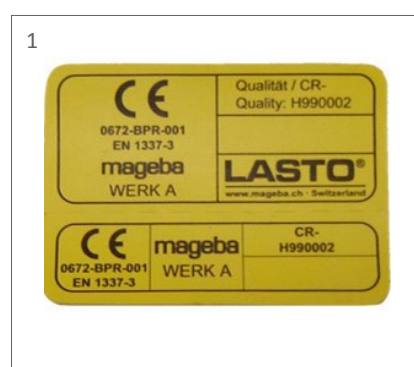 1
CE
0672-BPR-001
EN 1337-3
mageba
WERK A
Qualität / CR-
Quality: H990002
LASTO®
www.mageba.ch · Switzerland
CE
0672-BPR-001
EN 1337-3
mageba
WERK A
CR-
H990002